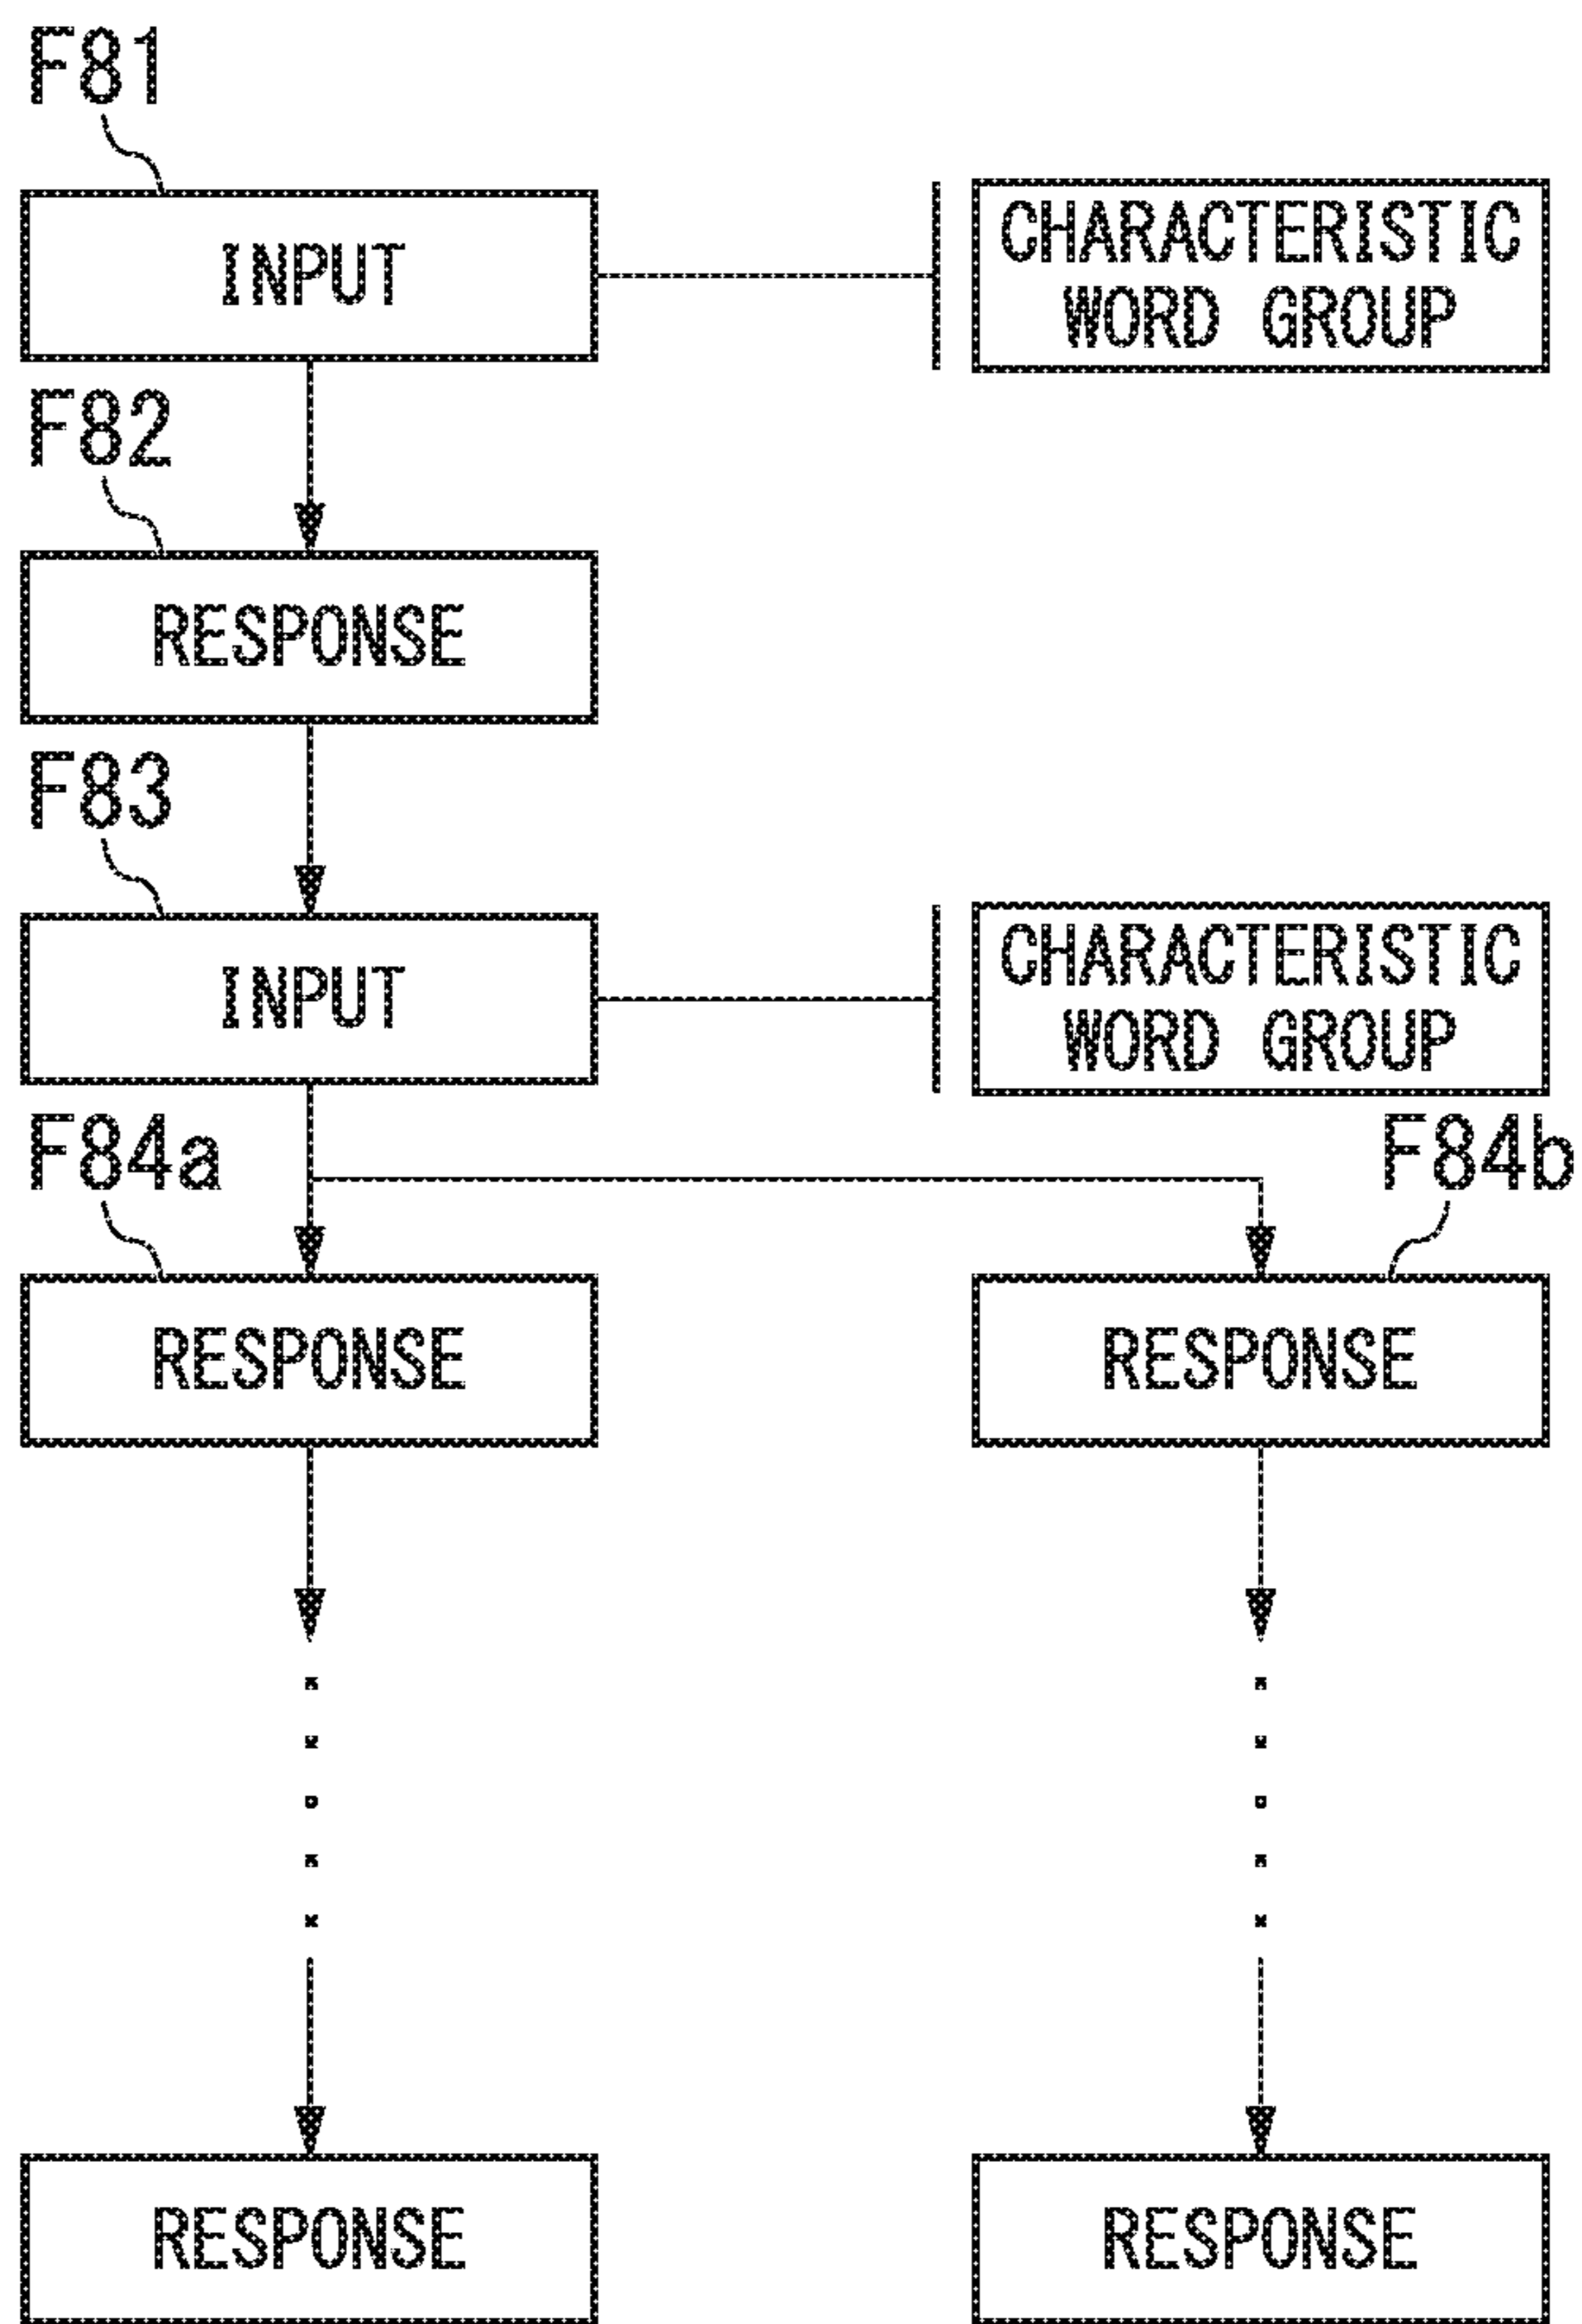 F81
INPUT
CHARACTERISTIC
WORD GROUP
F82
RESPONSE
F83
INPUT
CHARACTERISTIC
WORD GROUP
F84a
F84b
RESPONSE
RESPONSE
RESPONSE
RESPONSE